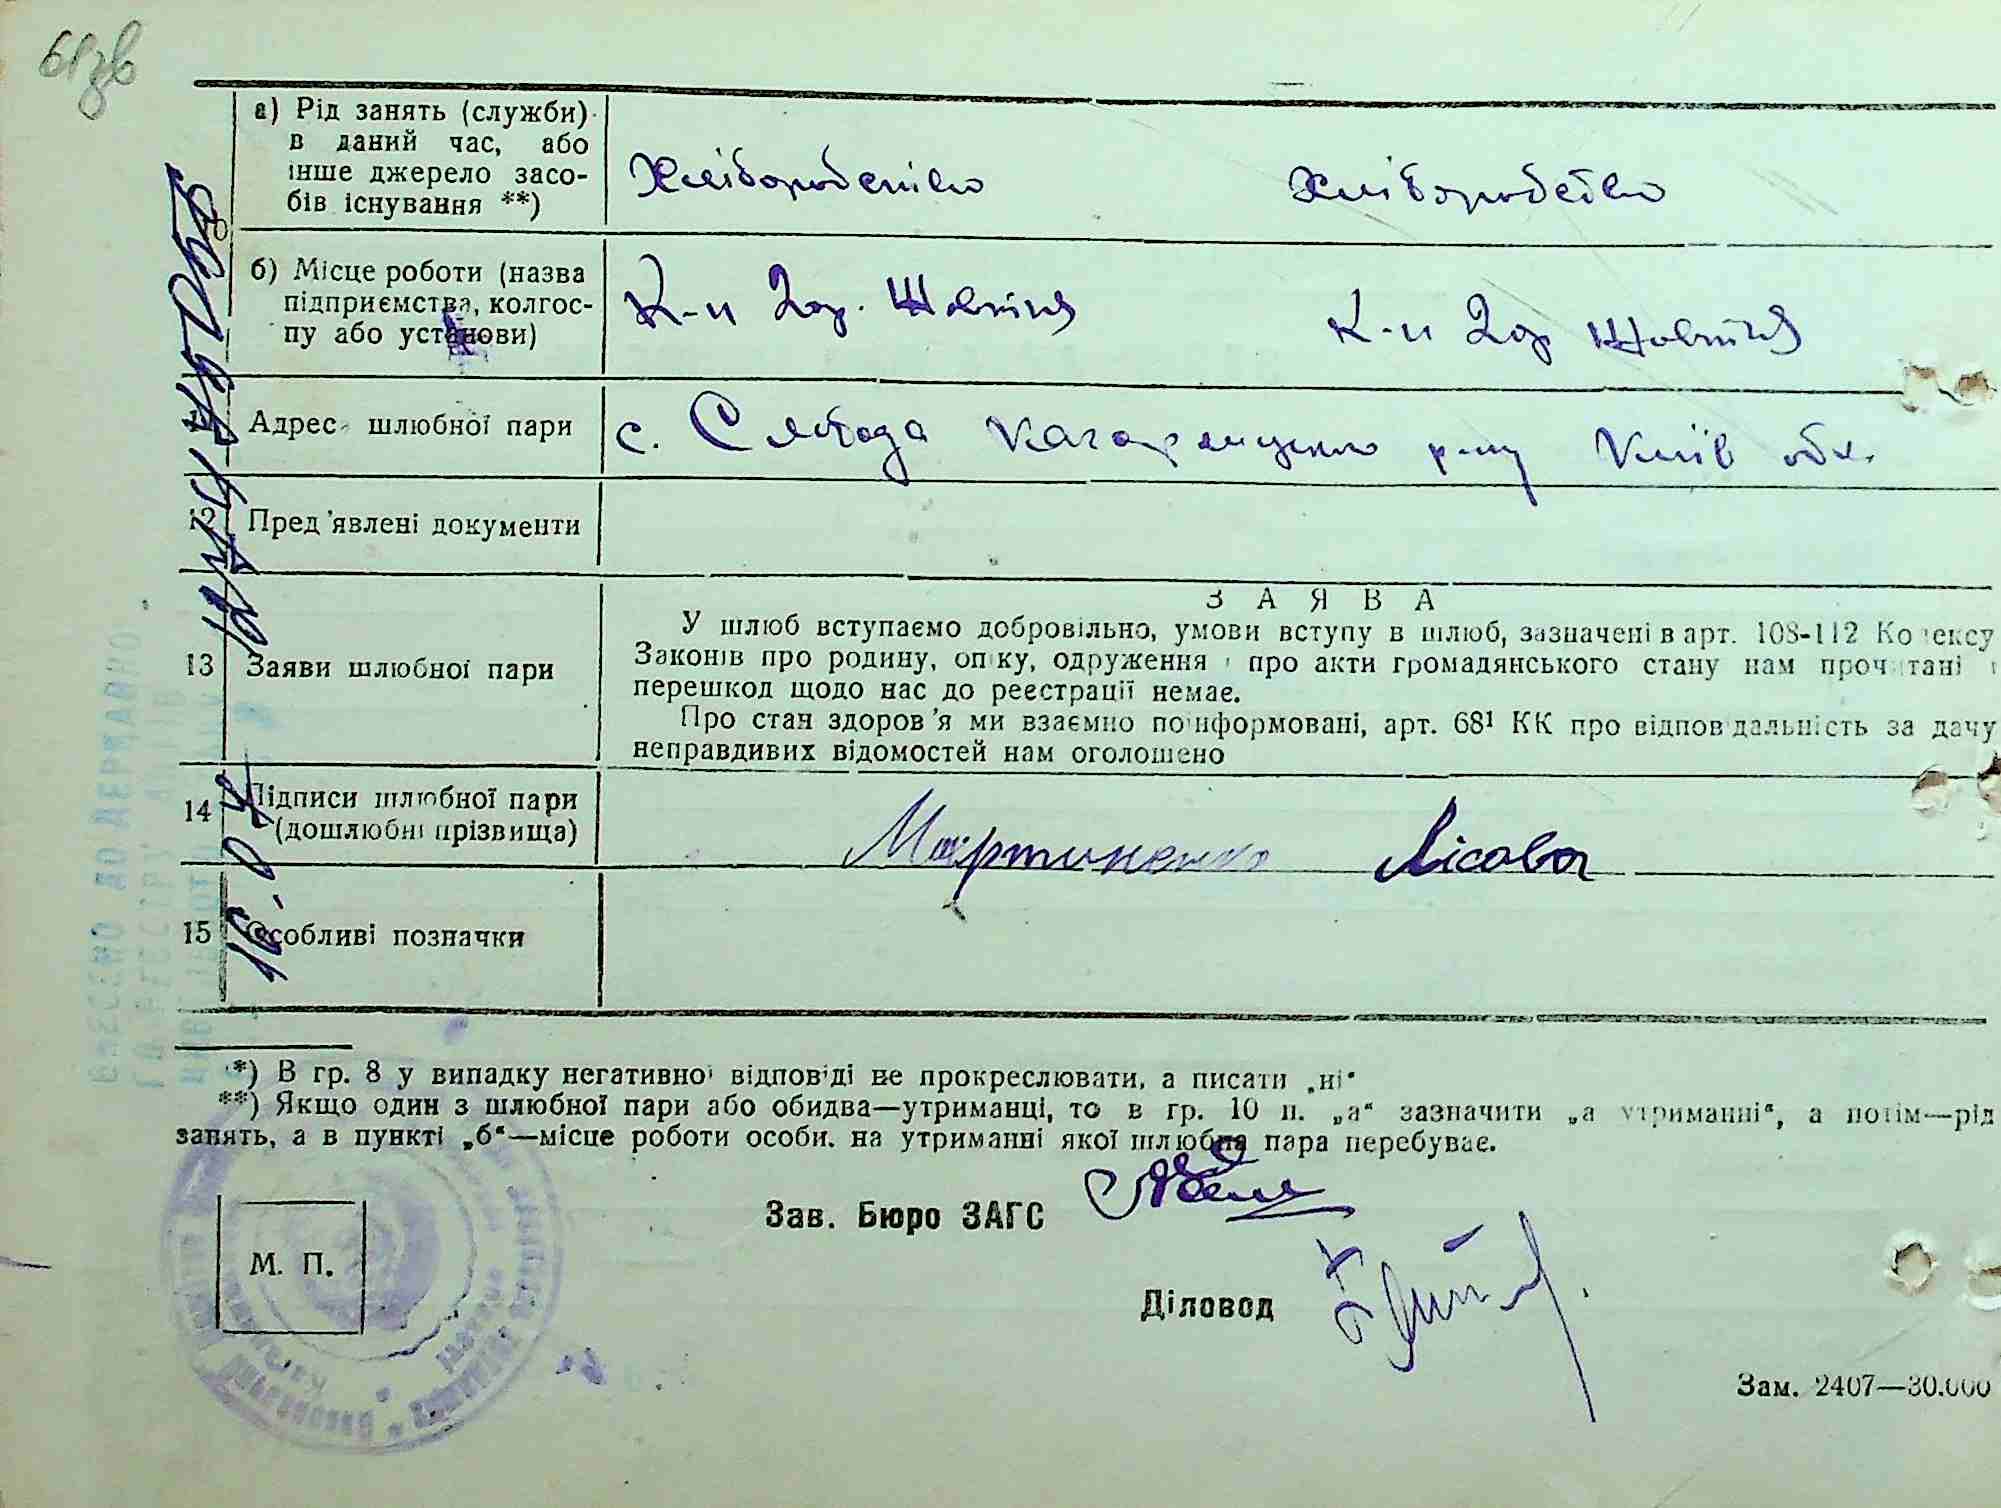 61зв
а) Рід занять (служби)
в даний час, або
інше джерело засо-
бів існування **)
Хліборобство Хліборобство
б) Місце роботи (назва
підприємства, колгос-
пу або установи)
К-п Зор. Жовтня К-п Зор Жовтня
Адрес шлюбної пари
с. Слобода Кагарлицького р-ну Київ обл.
12 Пред'явлені документи
13 Заяви шлюбної пари
ЗАЯВА
У шлюб вступаємо добровільно, умови вступу в шлюб, зазначені в арт. 108-112 Кодексу
Законів про родину, опіку, одруження і про акти громадянського стану нам прочитані і
перешкод щодо нас до реєстрації немає.
Про стан здоров'я ми взаємно поінформовані, арт. 68¹ КК про відповідальність за дачу
неправдивих відомостей нам оголошено
14 Підписи шлюбної пари
(дошлюбні прізвища)
Мартиненко Лісова
15 Особливі позначки
*) В гр. 8 у випадку негативної відповіді не прокреслювати, а писати „ні"
**) Якщо один з шлюбної пари або обидва—утриманці, то в гр. 10 п. „а" зазначити „а утриманні", а потім—рід
занять, а в пункті „б"—місце роботи особи, на утриманні якої шлюбна пара перебуває.
Зав. Бюро ЗАГС
М. П.
Діловод
Зам. 2407—30.000